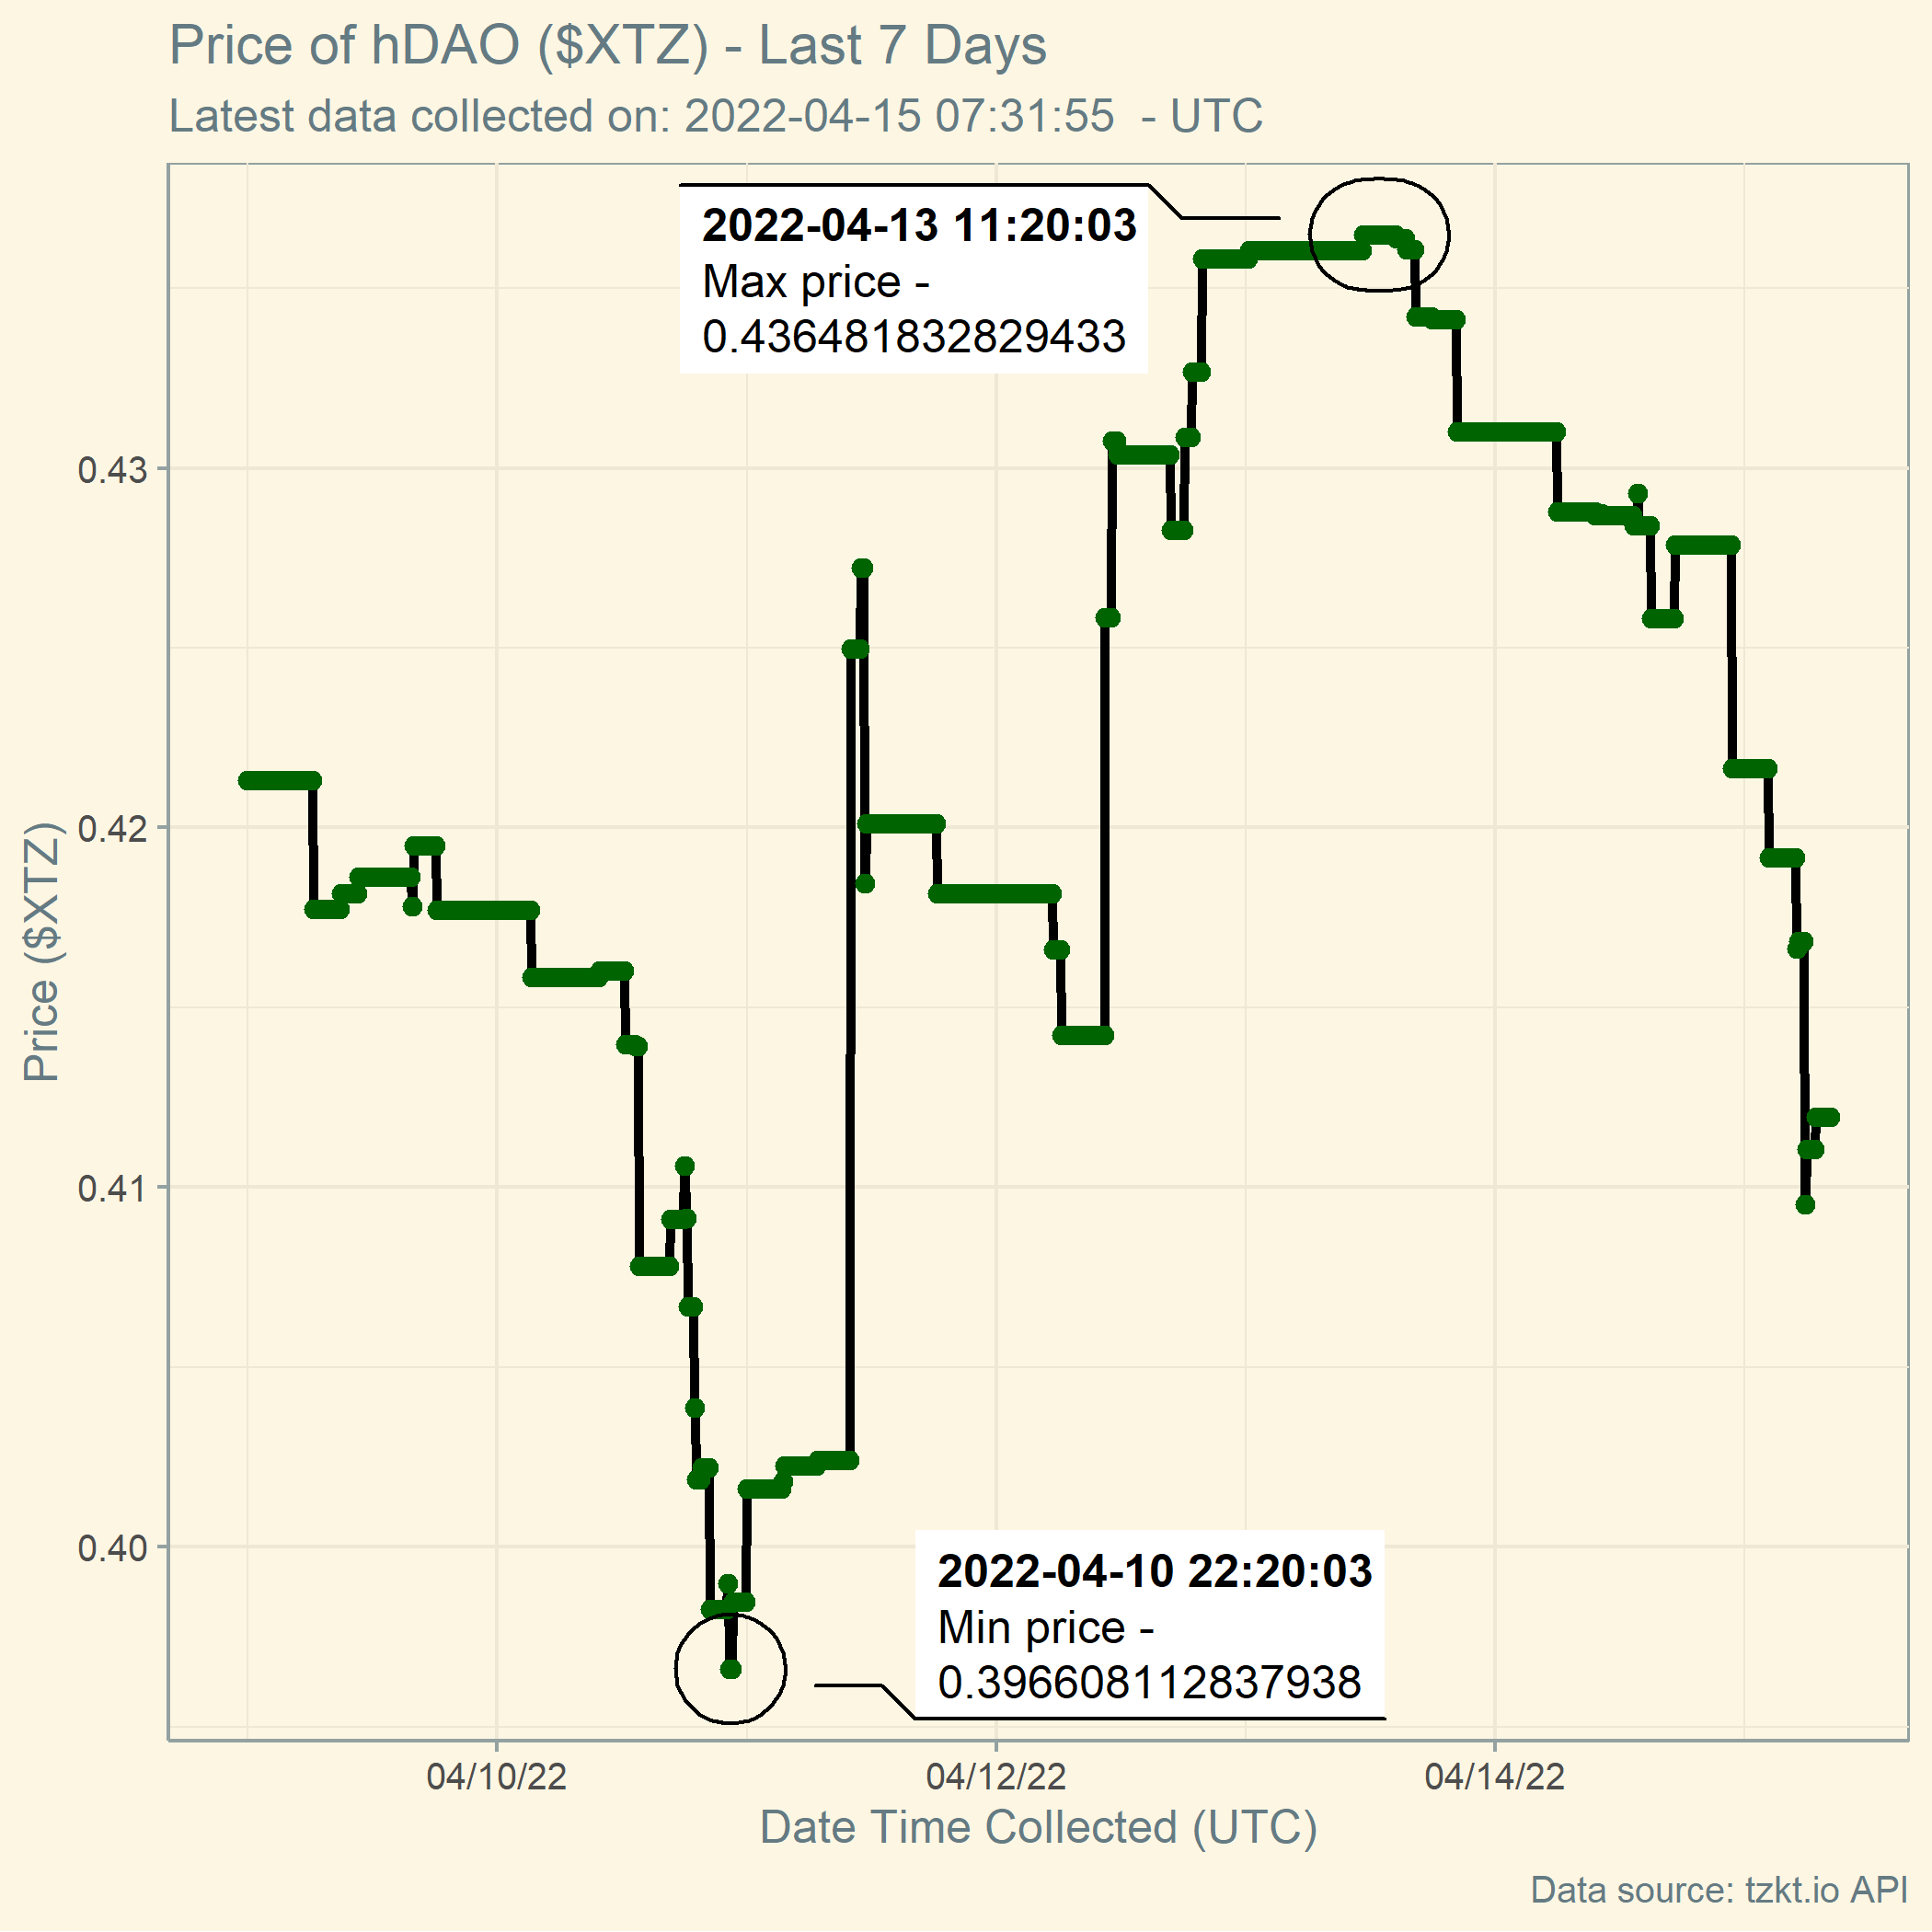 Price of hDAO ($XTZ) - Last 7 Days
Latest data collected on: 2022-04-15 07:31:55  - UTC
2022-04-13 11:20:03
Max price -
0.436481832829433
0.43
0.42
0.41
0.40
Price ($XTZ)
2022-04-10 22:20:03
Min price -
0.396608112837938
04/10/22
04/12/22
04/14/22
Date Time Collected (UTC)
Data source: tzkt.io API